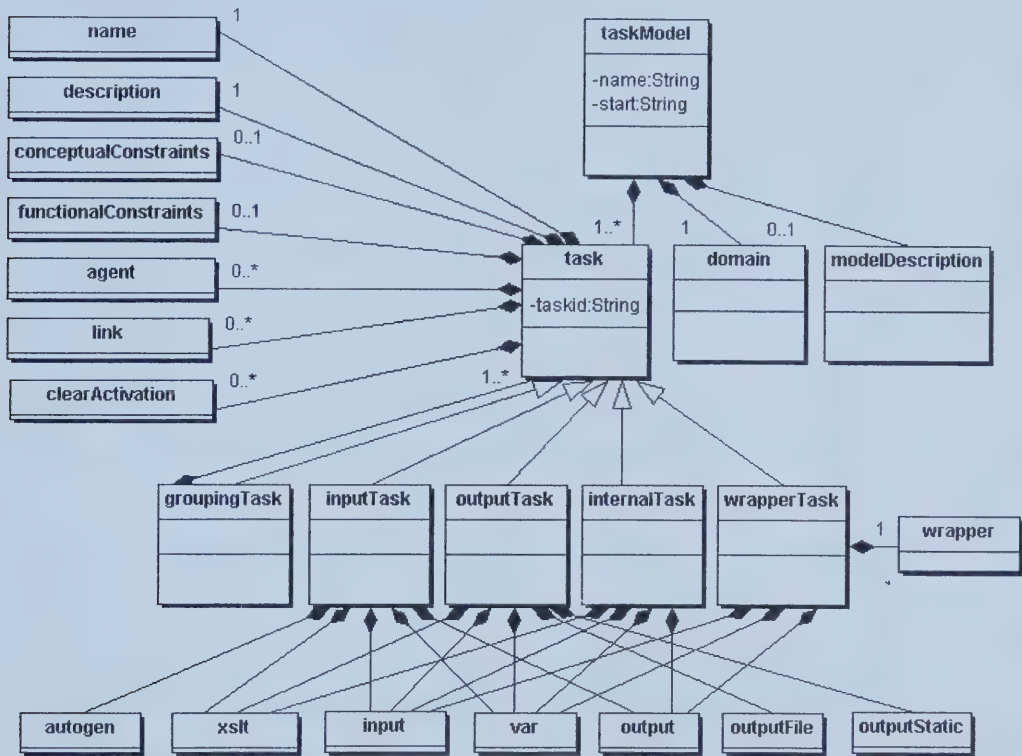 1
name
taskModel
-name:String
-start:String
1
description
0..1
conceptualConstraints
0..1
functionalConstraints
1..*
1
0..1
task
domain
modelDescription
0..*
agent
-taskid:String
0..*
link
0..*
clearActivation
1..*
groupingTask
inputTask
outputTask
internalTask
wrapperTask
1
wrapper
*
autogen
xslt
input
var
output
outputFile
outputStatic